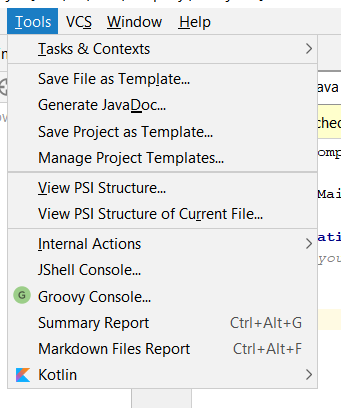 Tools VCS Window Help
Tasks & Contexts
Save File as Template...
Generate JavaDoc...
Save Project as Template...
Manage Project Templates...
View PSI Structure...
View PSI Structure of Current File...
Internal Actions
JShell Console...
G Groovy Console...
Summary Report Ctrl+Alt+G
Markdown Files Report Ctrl+Alt+F
Kotlin
ava
chec
omp
Mai
ati
you